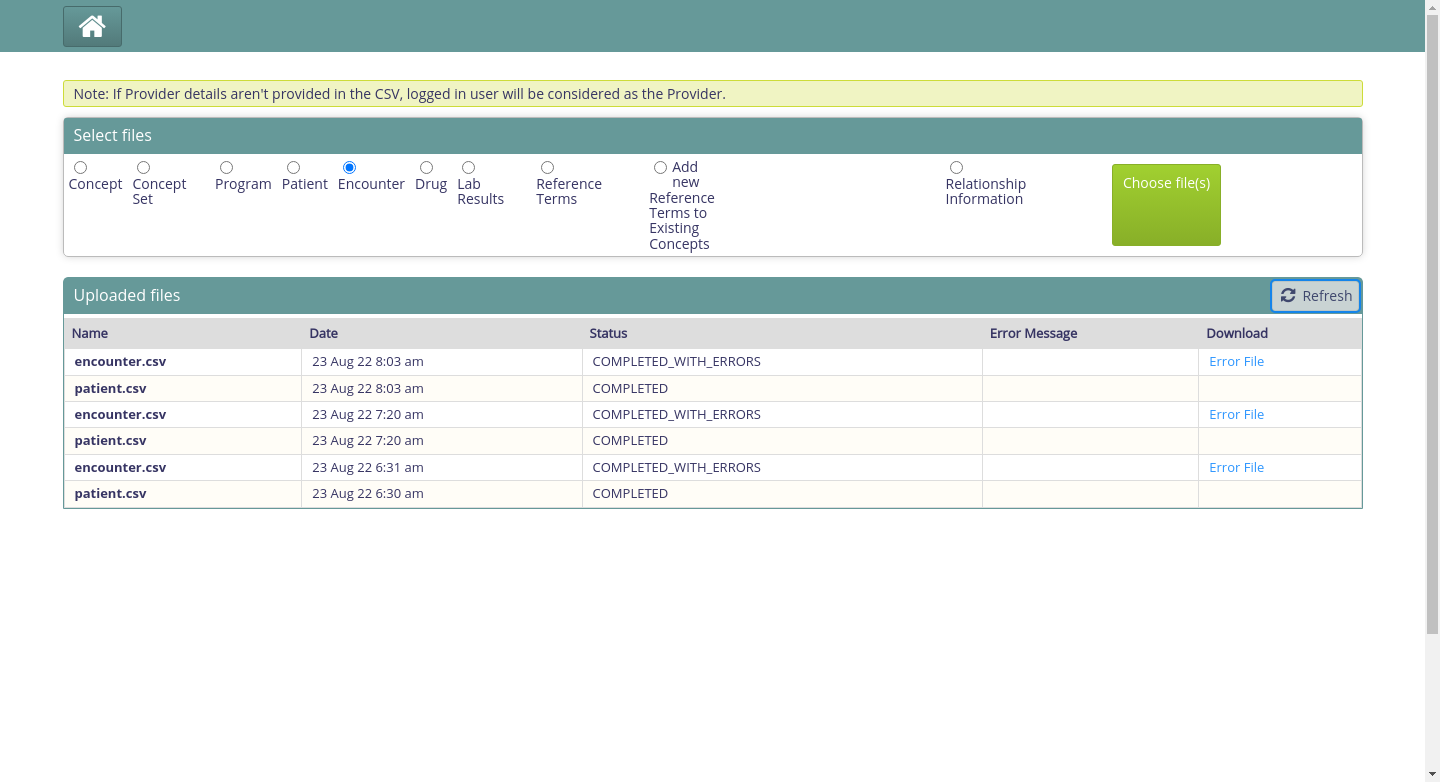 Note: If Provider details aren't provided in the CSV, logged in user will be considered as the Provider.
Select files
Concept
Concept Set
Program
Patient
Encounter
Drug
Lab Results
Reference Terms
Add new Reference Terms to Existing Concepts
Relationship Information
Choose file(s)
Uploaded files
Refresh
Name Date Status Error Message Download
encounter.csv 23 Aug 22 8:03 am COMPLETED_WITH_ERRORS Error File
patient.csv 23 Aug 22 8:03 am COMPLETED
encounter.csv 23 Aug 22 7:20 am COMPLETED_WITH_ERRORS Error File
patient.csv 23 Aug 22 7:20 am COMPLETED
encounter.csv 23 Aug 22 6:31 am COMPLETED_WITH_ERRORS Error File
patient.csv 23 Aug 22 6:30 am COMPLETED